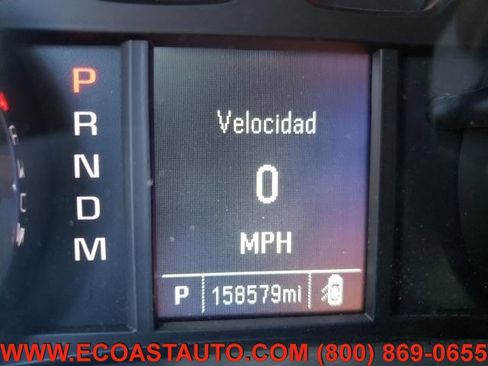 P
R
N
D
M
Velocidad
0
MPH
P 158579mi
WWW.ECOASTAUTO.COM (800) 869-0655